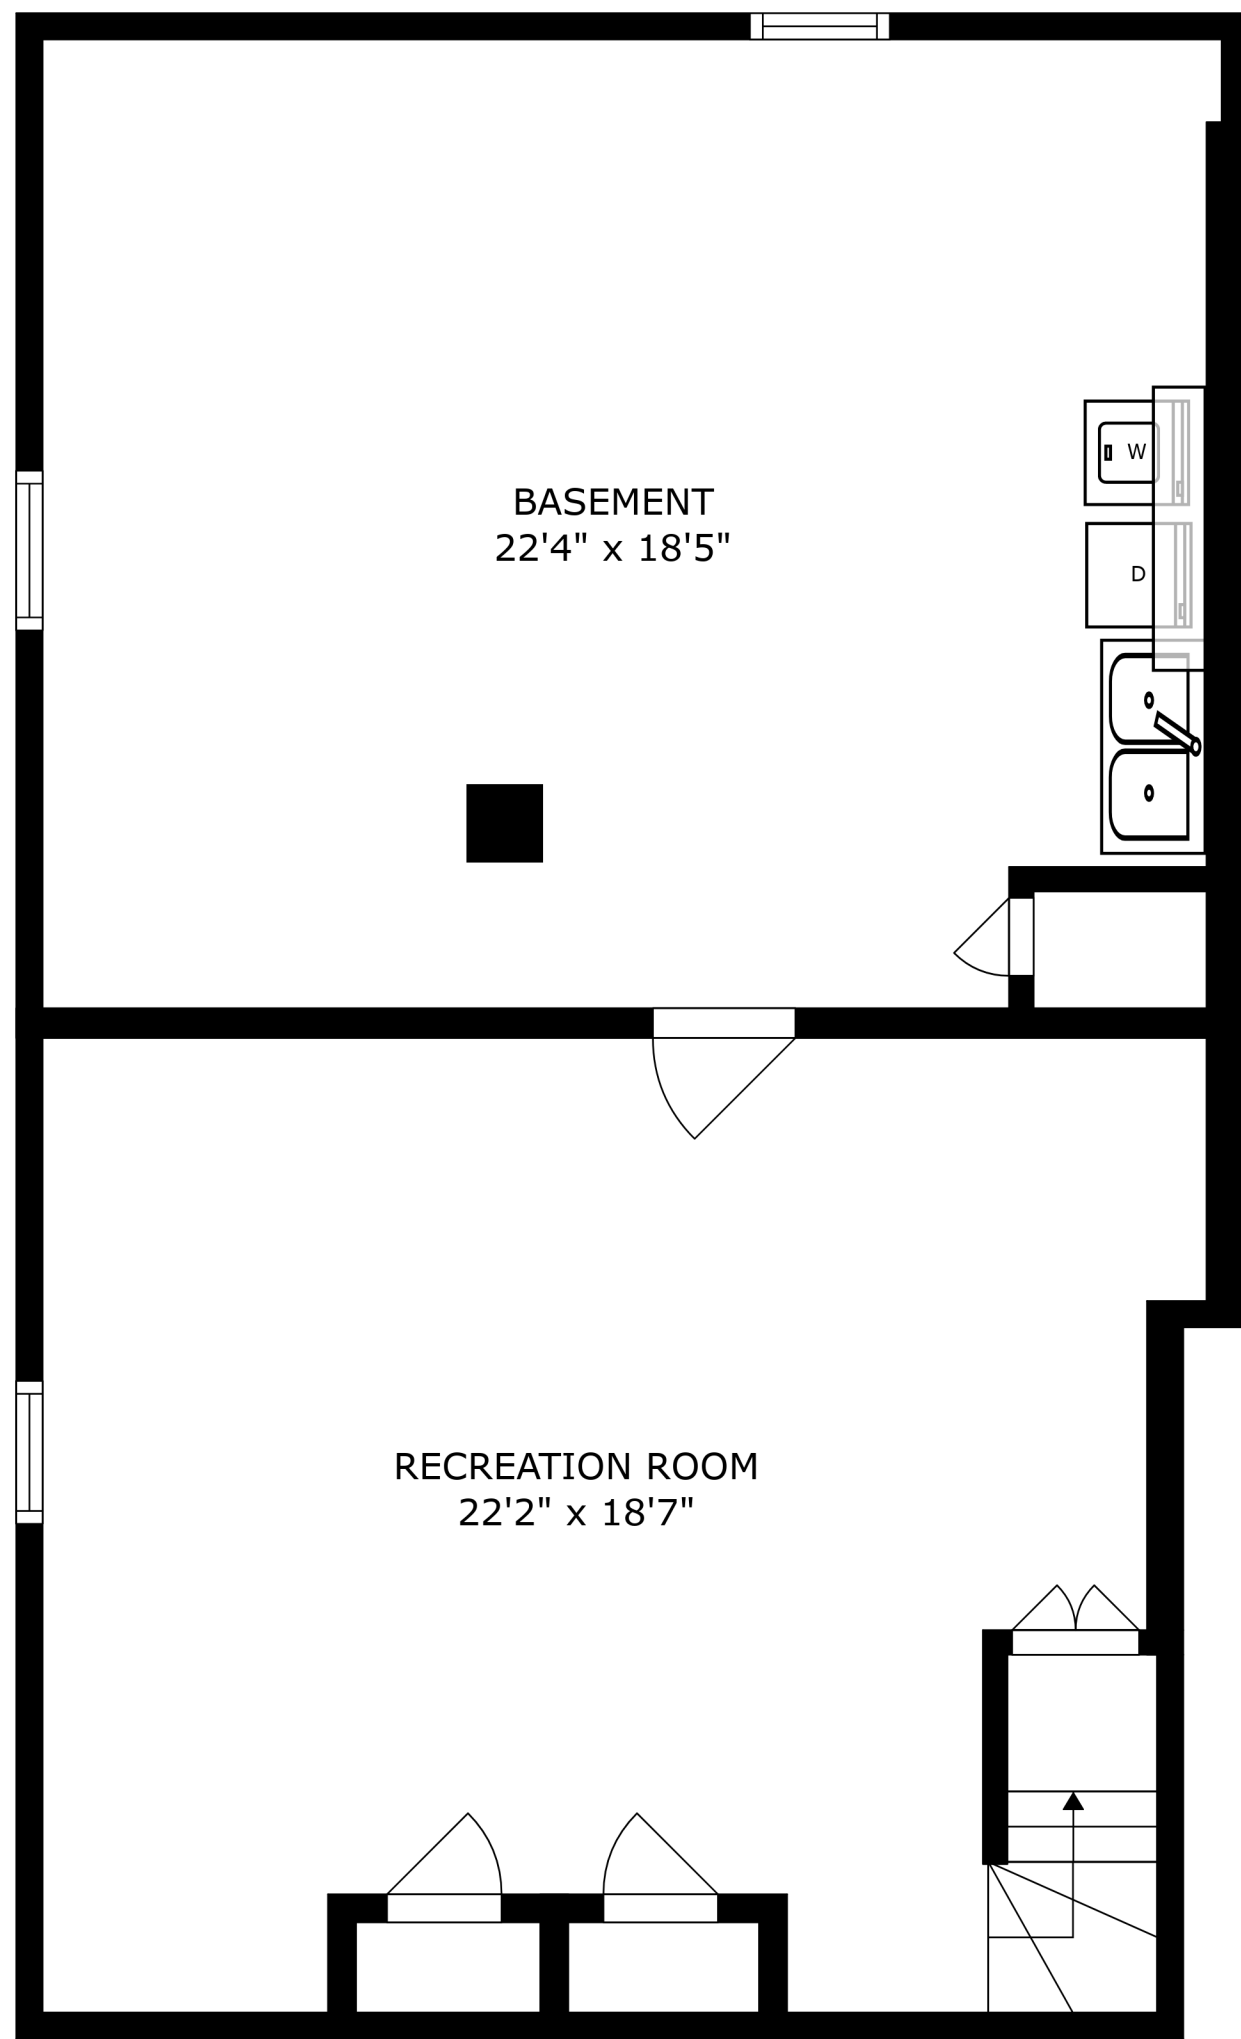 BASEMENT
22'4" x 18'5"
W
D
RECREATION ROOM
22'2" x 18'7"